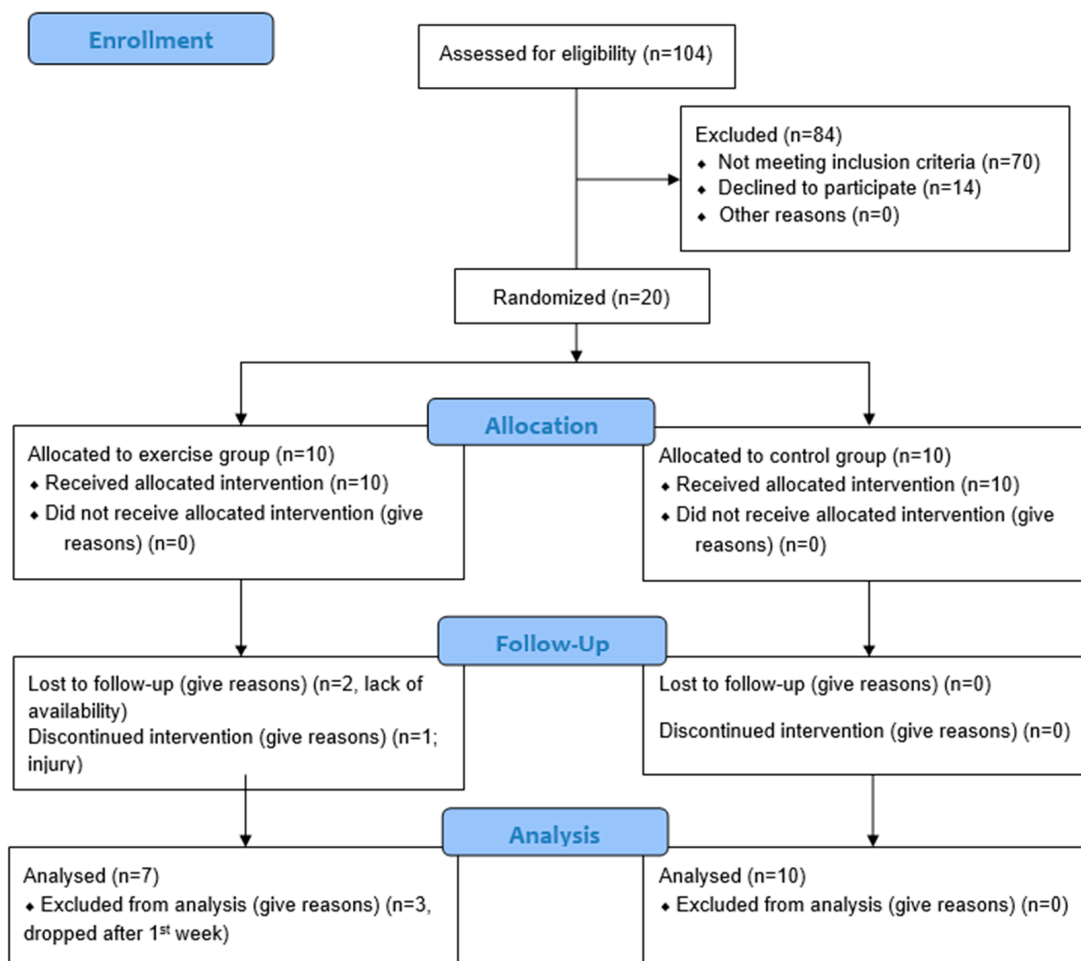 Enrollment
Assessed for eligibility (n=104)
Excluded (n=84)
⬥ Not meeting inclusion criteria (n=70)
⬥ Declined to participate (n=14)
⬥ Other reasons (n=0)
Randomized (n=20)
Allocation
Allocated to exercise group (n=10)
⬥ Received allocated intervention (n=10)
⬥ Did not receive allocated intervention (give
reasons) (n=0)
Allocated to control group (n=10)
⬥ Received allocated intervention (n=10)
⬥ Did not receive allocated intervention (give
reasons) (n=0)
Follow-Up
Lost to follow-up (give reasons) (n=2, lack of
availability)
Discontinued intervention (give reasons) (n=1;
injury)
Lost to follow-up (give reasons) (n=0)
Discontinued intervention (give reasons) (n=0)
Analysis
Analysed (n=7)
⬥ Excluded from analysis (give reasons) (n=3,
dropped after 1st week)
Analysed (n=10)
⬥ Excluded from analysis (give reasons) (n=0)